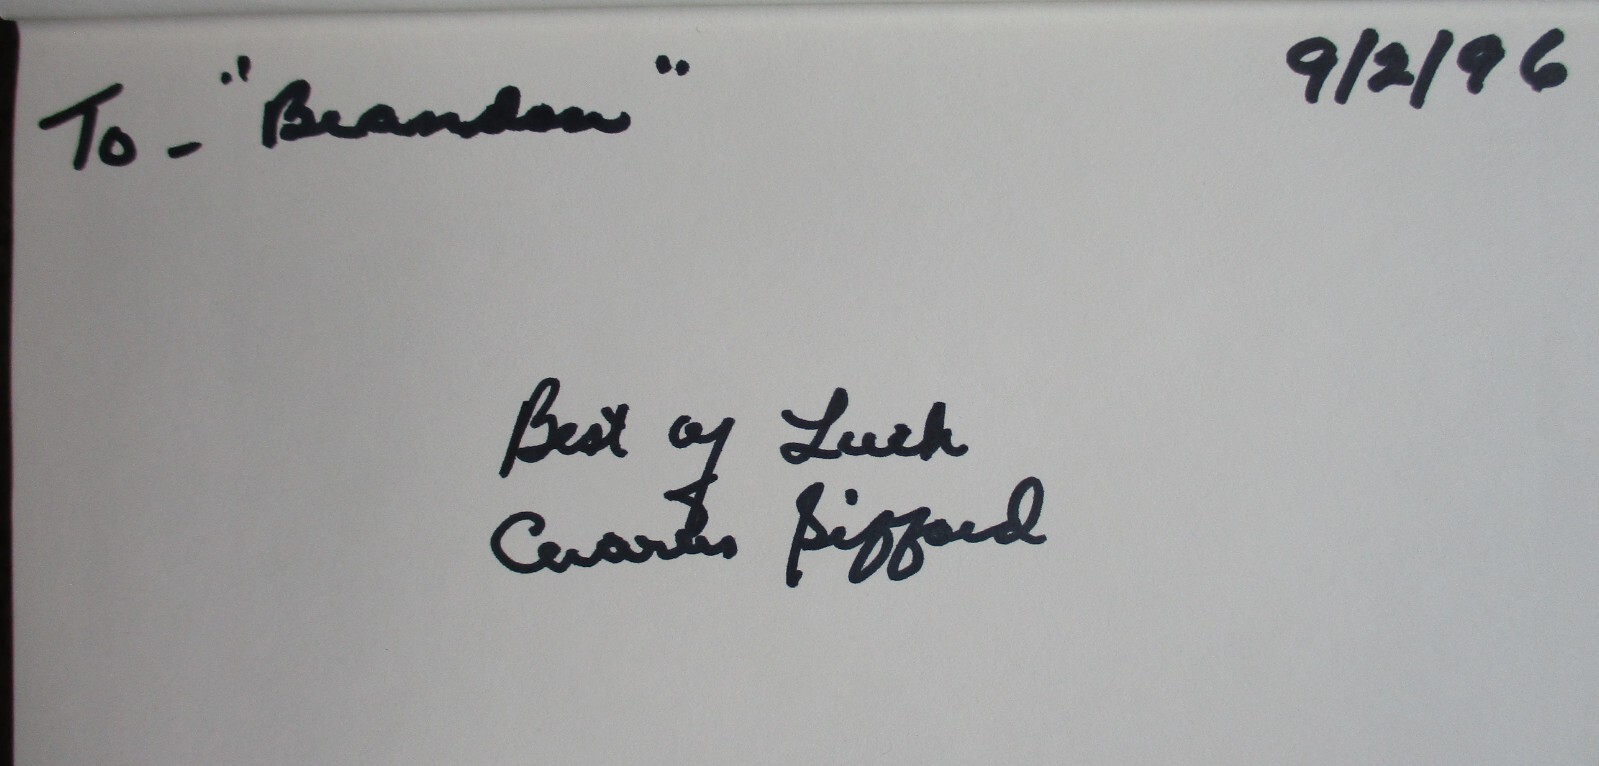 To - "Brandon"
9/2/96
Best of Luck
Charles Sifford